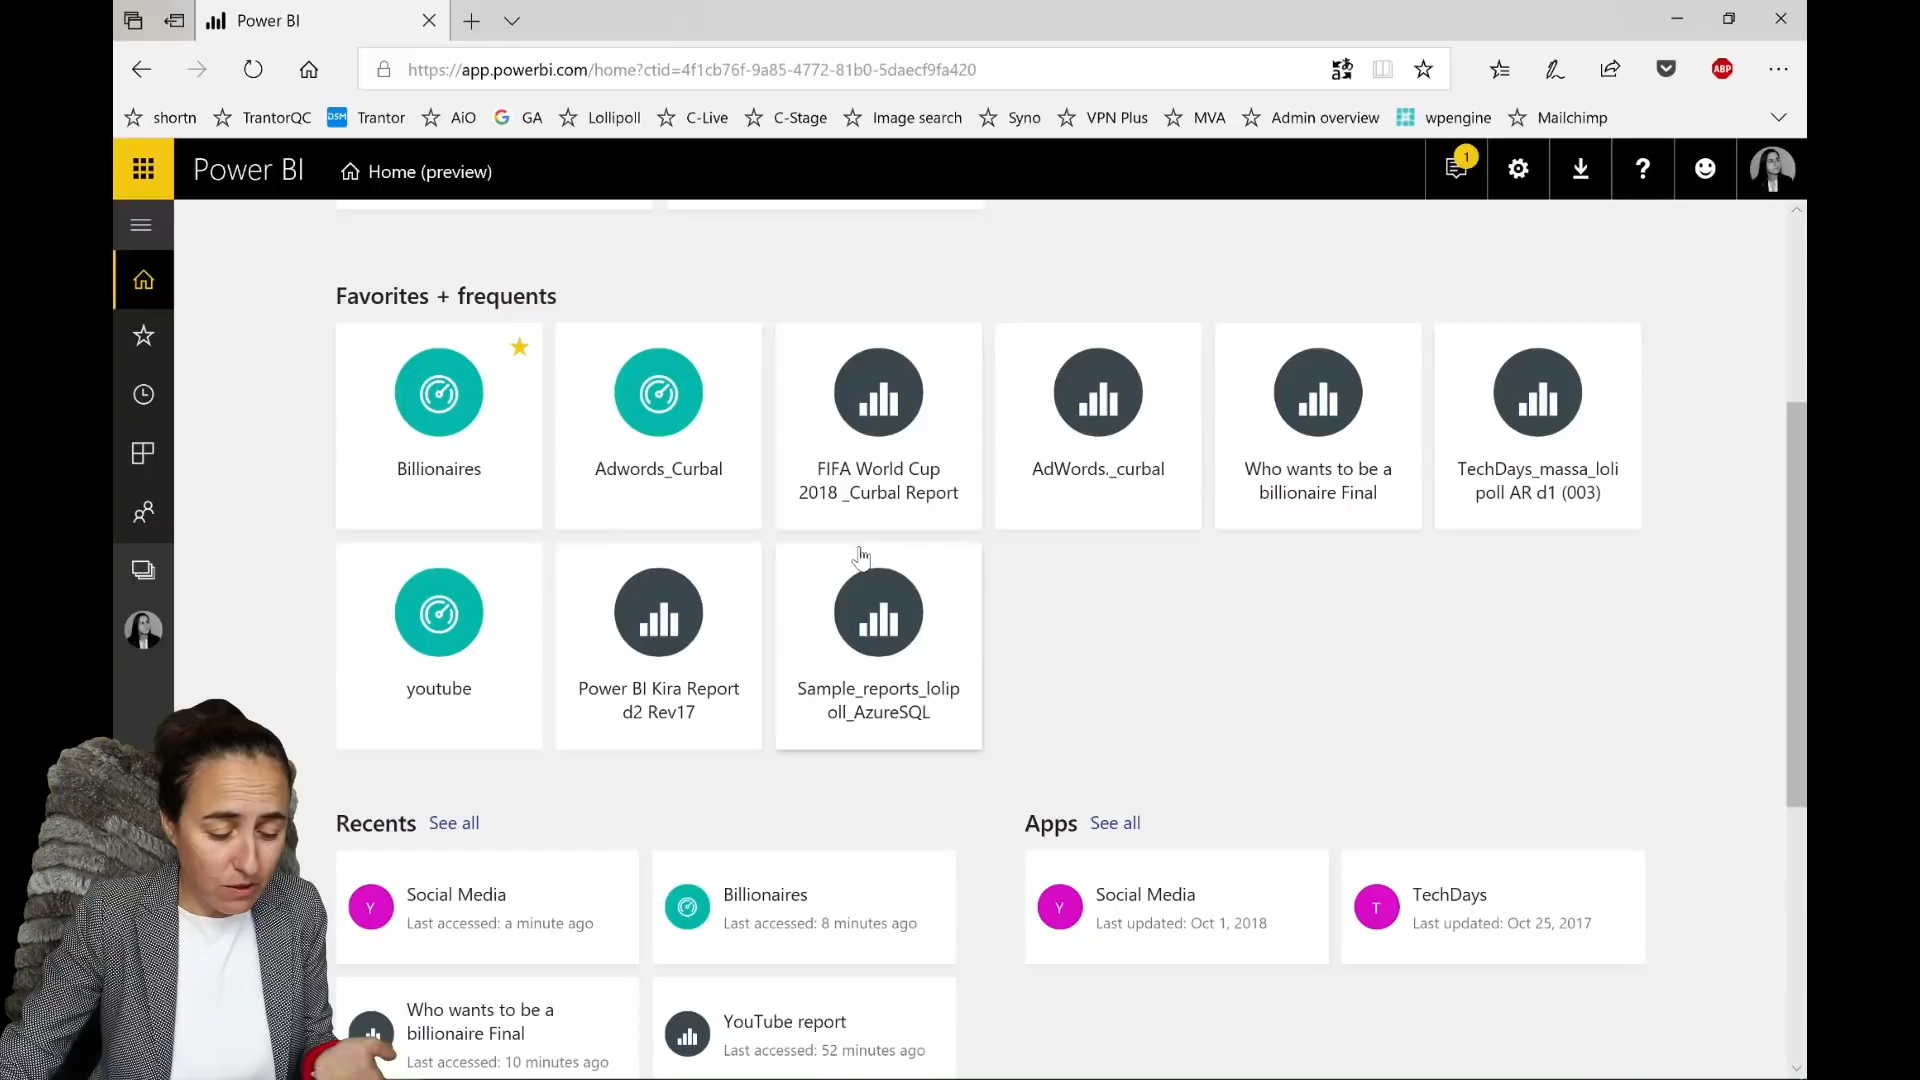 Power BI
https://app.powerbi.com/home?ctid=4f1cb76f-9a85-4772-81b0-5daecf9fa420
ABP
shortn TrantorQC DSM Trantor AiO G GA Lollipoll C-Live C-Stage Image search Syno VPN Plus MVA Admin overview wpengine Mailchimp
Power BI Home (preview) 1 ?
Favorites + frequents
Billionaires
Adwords_Curbal
FIFA World Cup
2018 _Curbal Report
AdWords._curbal
Who wants to be a
billionaire Final
TechDays_massa_loli
poll AR d1 (003)
youtube
Power BI Kira Report
d2 Rev17
Sample_reports_lolip
oll_AzureSQL
Recents See all
Y
Social Media
Last accessed: a minute ago
Billionaires
Last accessed: 8 minutes ago
Who wants to be a
billionaire Final
Last accessed: 10 minutes ago
YouTube report
Last accessed: 52 minutes ago
Apps See all
Y
Social Media
Last updated: Oct 1, 2018
T
TechDays
Last updated: Oct 25, 2017